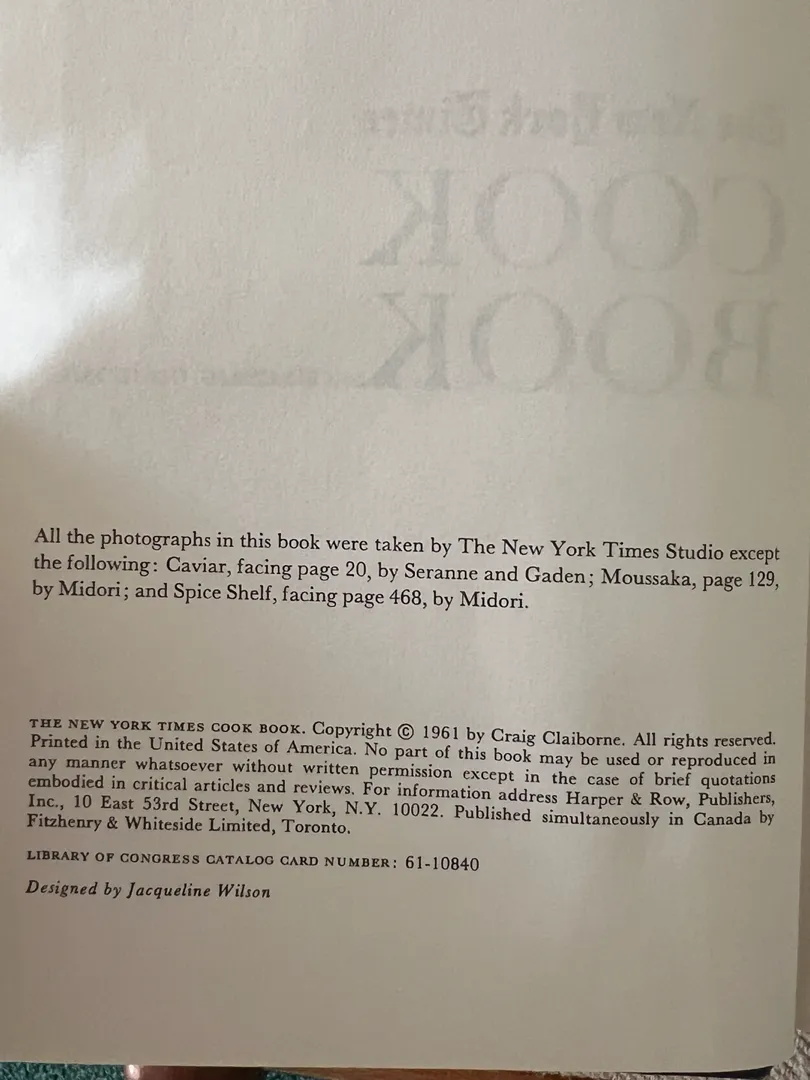 The New York Times
COOK
BOOK
All the photographs in this book were taken by The New York Times Studio except
the following: Caviar, facing page 20, by Seranne and Gaden; Moussaka, page 129,
by Midori; and Spice Shelf, facing page 468, by Midori.
THE NEW YORK TIMES COOK BOOK. Copyright © 1961 by Craig Claiborne. All rights reserved.
Printed in the United States of America. No part of this book may be used or reproduced in
any manner whatsoever without written permission except in the case of brief quotations
embodied in critical articles and reviews. For information address Harper & Row, Publishers,
Inc., 10 East 53rd Street, New York, N.Y. 10022. Published simultaneously in Canada by
Fitzhenry & Whiteside Limited, Toronto.
LIBRARY OF CONGRESS CATALOG CARD NUMBER: 61-10840
Designed by Jacqueline Wilson